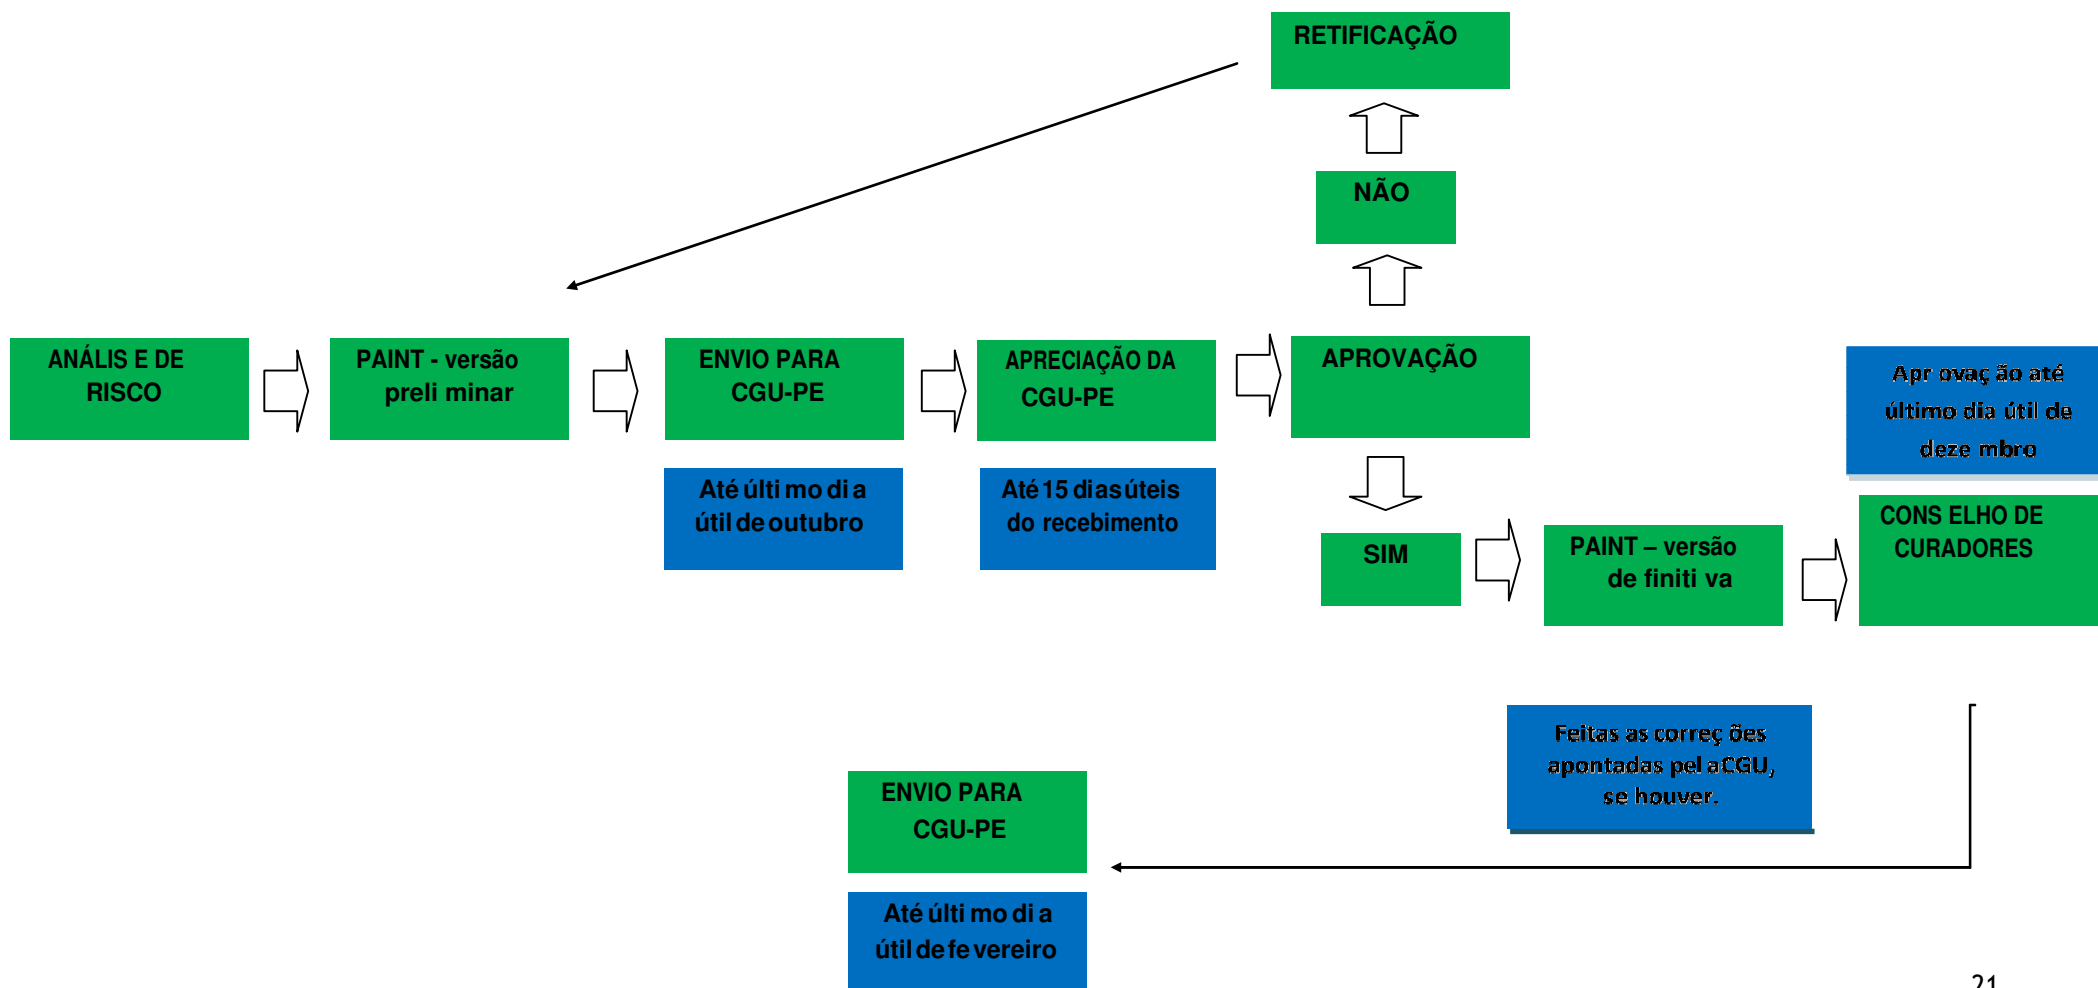 RETIFICAÇÃO
NÃO
ANÁLIS E DE
RISCO
PAINT - versão
preli minar
ENVIO PARA
CGU-PE
APRECIAÇÃO DA
CGU-PE
APROVAÇÃO
Apr ovaç ão até
último dia útil de
deze mbro
Até últi mo di a
útil de outubro
Até 15 dias úteis
do recebimento
SIM
PAINT – versão
de finiti va
CONS ELHO DE
CURADORES
Feitas as correç ões
apontadas pel aCGU,
se houver.
ENVIO PARA
CGU-PE
Até últi mo di a
útil de fe vereiro
21